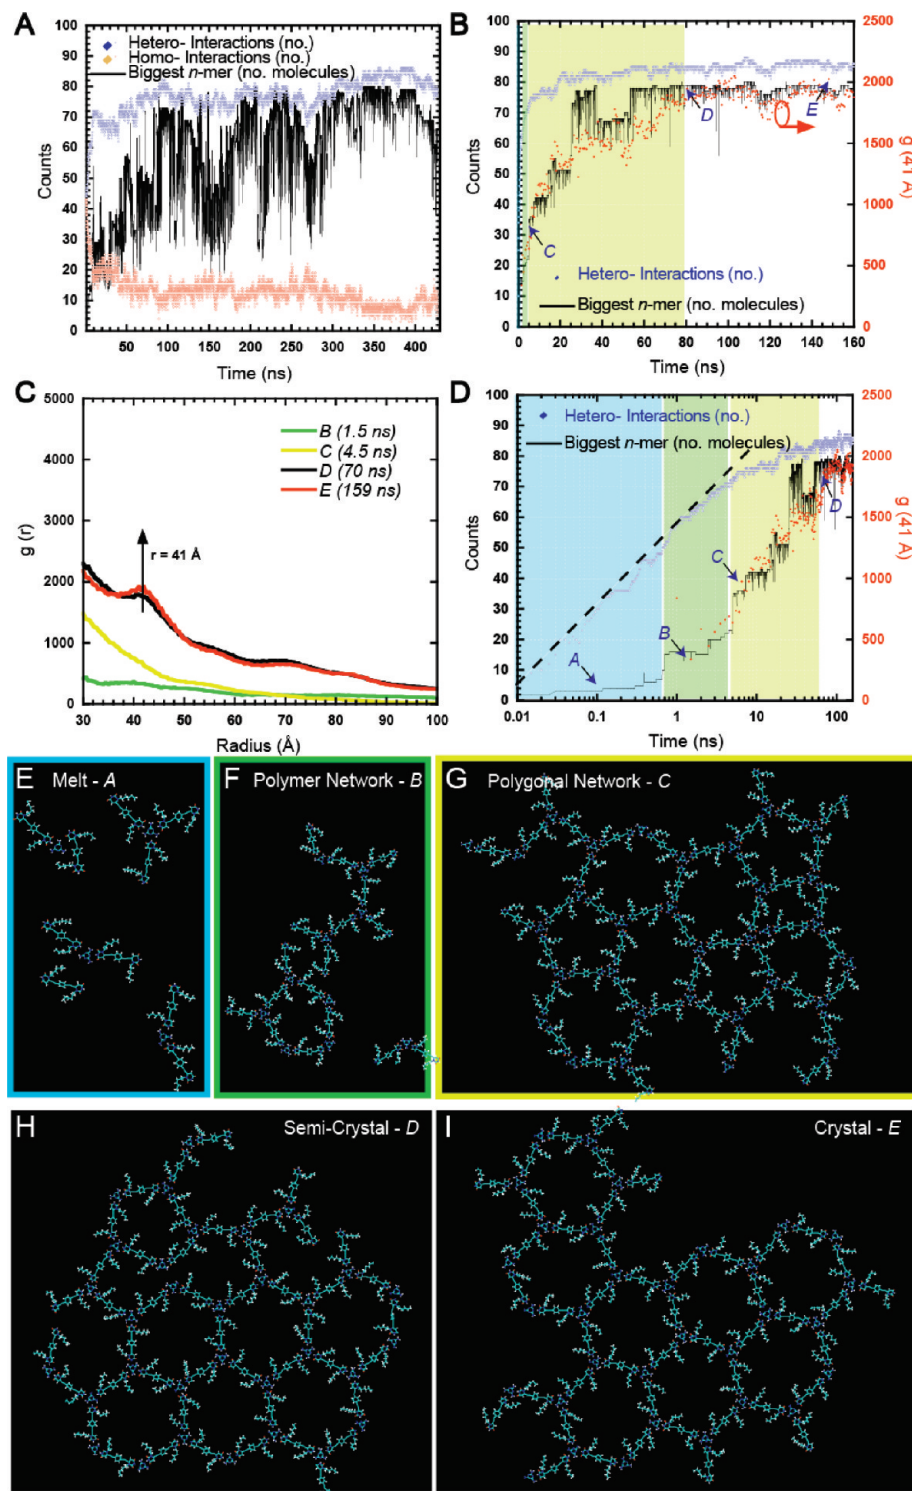 A
Hetero- Interactions (no.)
Homo- Interactions (no.)
Biggest n-mer (no. molecules)
100
90
80
70
60
50
40
30
20
10
0
Counts
50 100 150 200 250 300 350 400
Time (ns)
B
100
90
80
70
60
50
40
30
20
10
0
Counts
C
D
E
Hetero- Interactions (no.)
Biggest n-mer (no. molecules)
0 20 40 60 80 100 120 140 160
Time (ns)
2500
2000
1500
1000
500
0
g (41 Å)
C
5000
4000
3000
2000
1000
0
g (r)
B (1.5 ns)
C (4.5 ns)
D (70 ns)
E (159 ns)
r = 41 Å
30 40 50 60 70 80 90 100
Radius (Å)
D
100
90
80
70
60
50
40
30
20
10
0
Counts
Hetero- Interactions (no.)
Biggest n-mer (no. molecules)
A
B
C
D
0.01 0.1 1 10 100
Time (ns)
2500
2000
1500
1000
500
0
g (41 A)
E Melt - A
F Polymer Network - B
G Polygonal Network - C
H Semi-Crystal - D
I Crystal - E